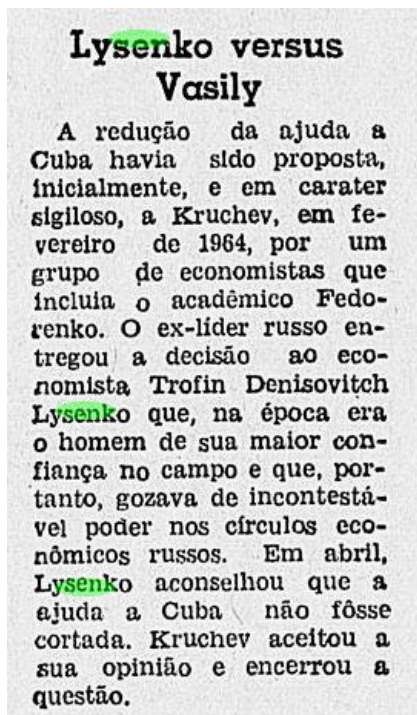 Lysenko versus
Vasily
A redução da ajuda a
Cuba havia sido proposta,
inicialmente, e em carater
sigiloso, a Kruchev, em fe-
vereiro de 1964, por um
grupo de economistas que
incluia o acadêmico Fedo-
renko. O ex-líder russo en-
tregou a decisão ao eco-
nomista Trofin Denisovitch
Lysenko que, na época era
o homem de sua maior con-
fiança no campo e que, por-
tanto, gozava de incontestá-
vel poder nos círculos eco-
nômicos russos. Em abril,
Lysenko aconselhou que a
ajuda a Cuba não fôsse
cortada. Kruchev aceitou a
sua opinião e encerrou a
questão.